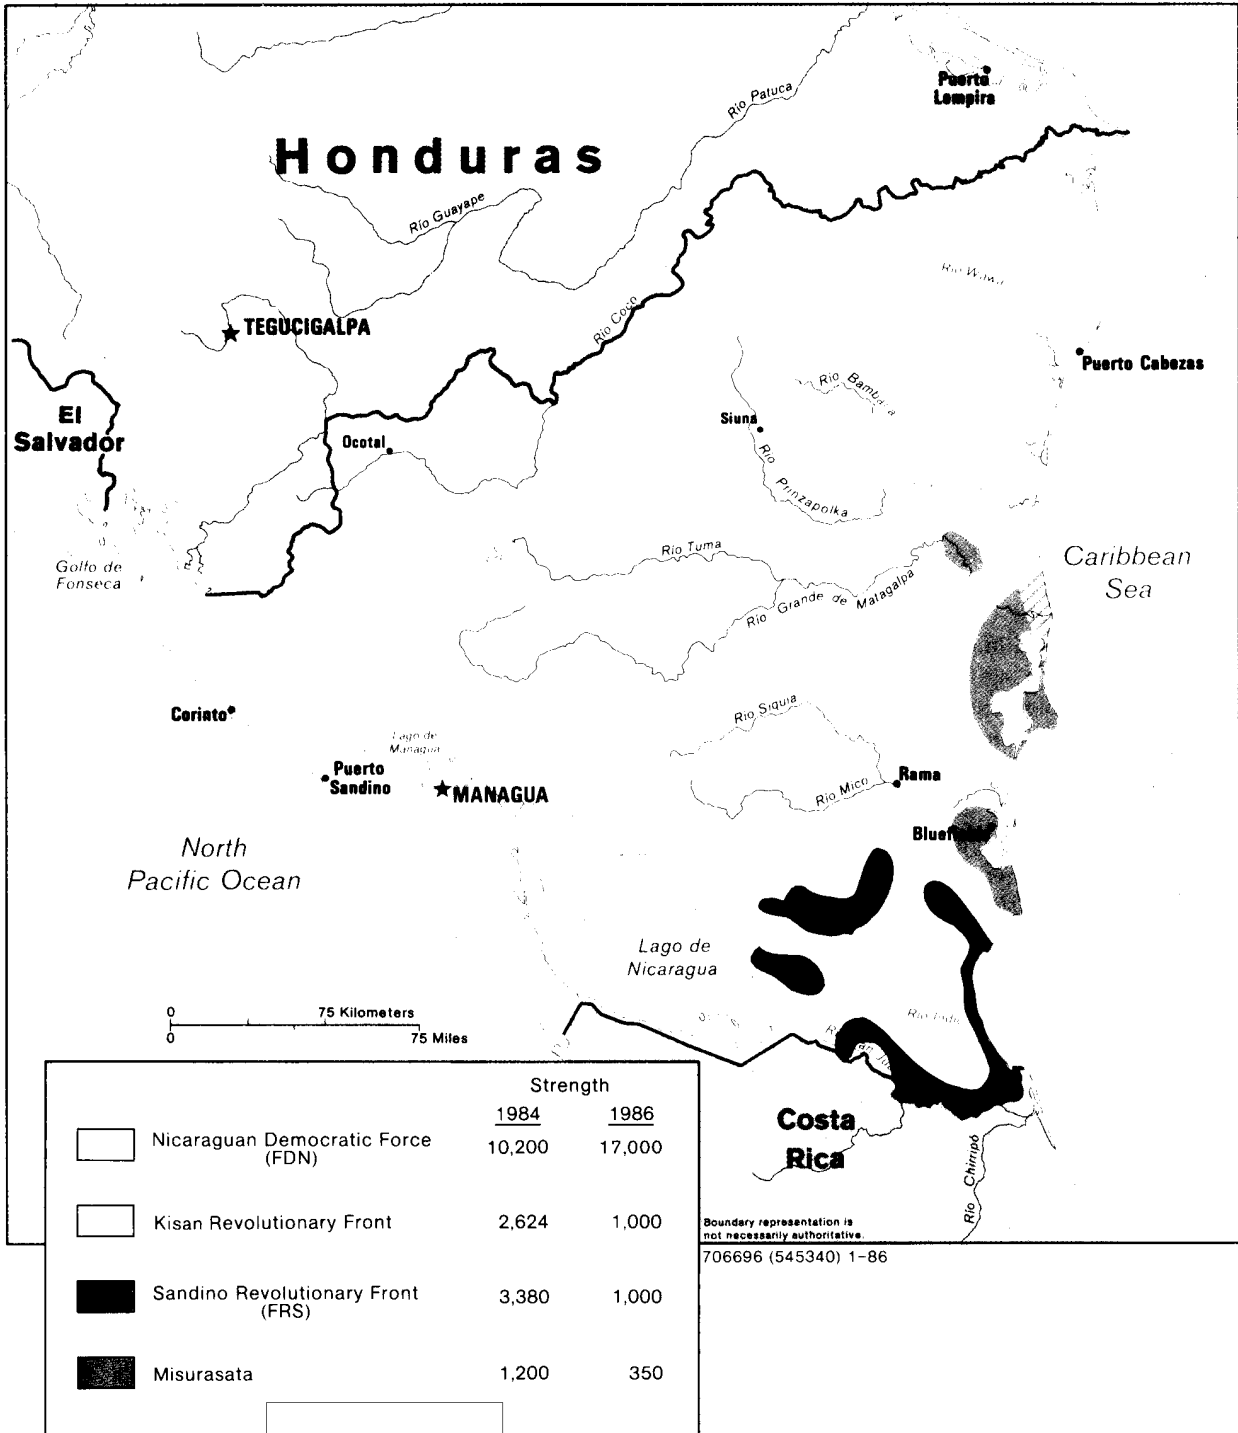 Puerto
Lempira
Río Patuca
Honduras
Río Guayape
Río Wawa
Río Coco
TEGUCIGALPA
Puerto Cabezas
El
Salvador
Siuna
Río Bambana
Ocotal
Río Prinzapolka
Golfo de
Fonseca
Río Tuma
Caribbean
Sea
Río Grande de Matagalpa
Corinto
Río Siquia
Lago de
Managua
Puerto
Sandino
MANAGUA
Rama
Río Mico
North
Pacific Ocean
Lago de
Nicaragua
0 75 Kilometers
0 75 Miles
Río Indio
Costa
Rica
Río Chirripó
Boundary representation is
not necessarily authoritative.
706696 (545340) 1-86
Strength
1984 1986
Nicaraguan Democratic Force
(FDN) 10,200 17,000
Kisan Revolutionary Front 2,624 1,000
Sandino Revolutionary Front
(FRS) 3,380 1,000
Misurasata 1,200 350